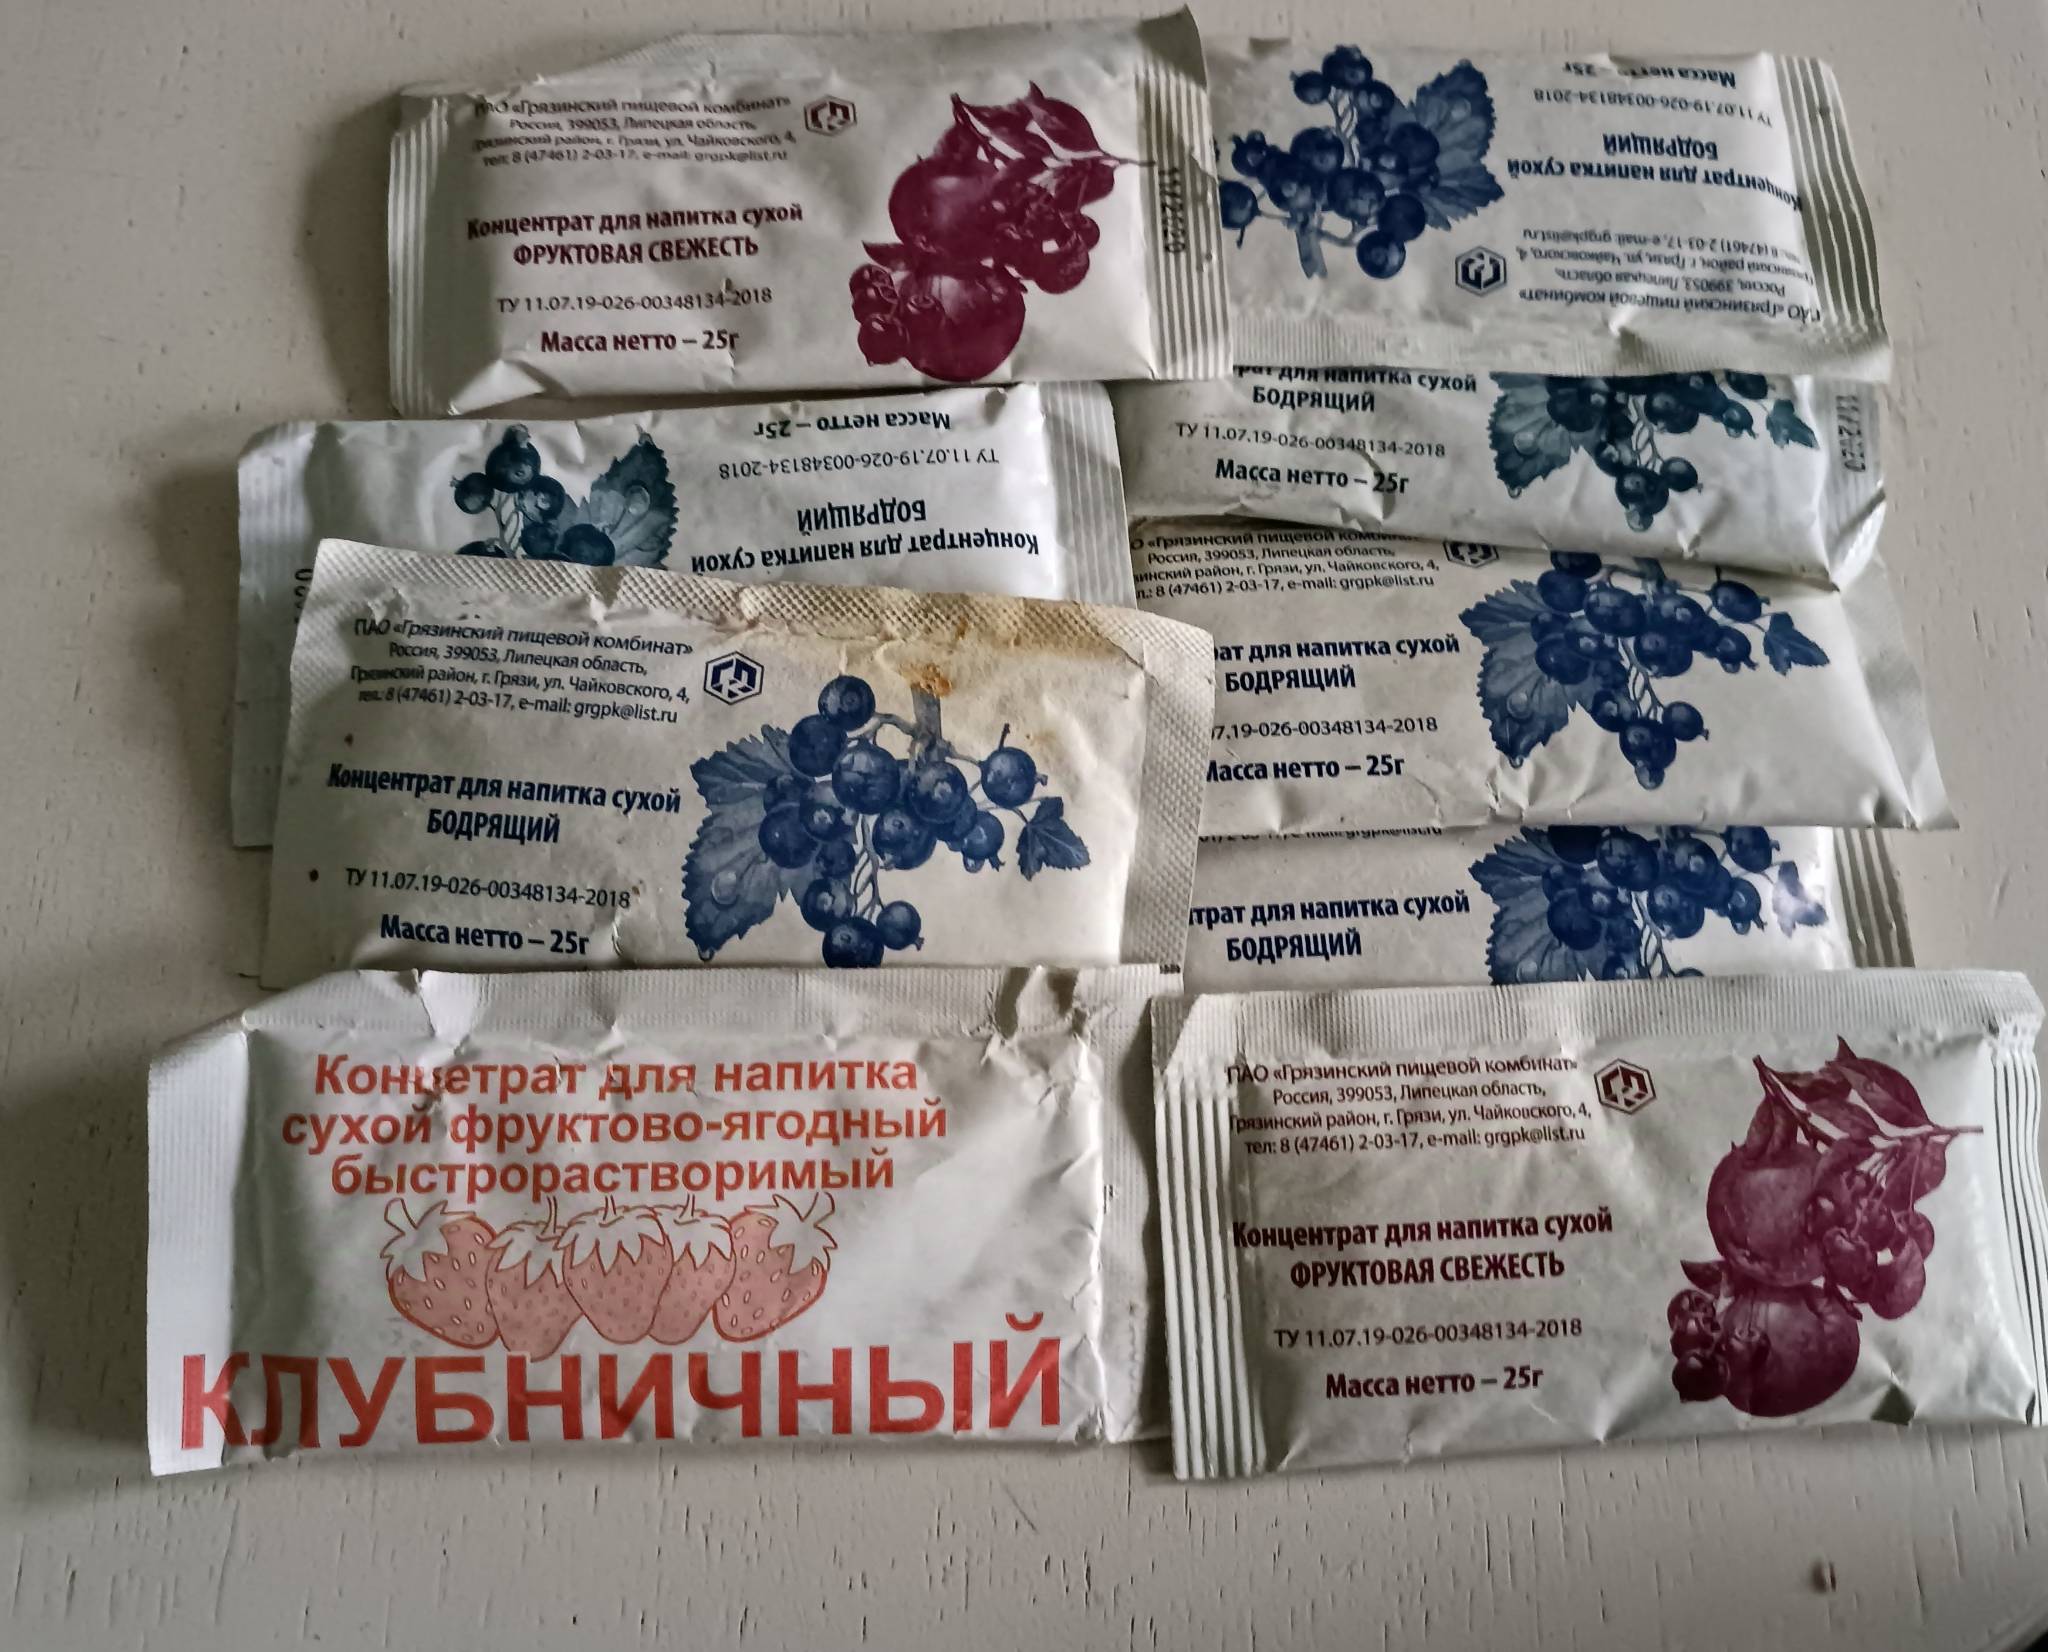 ПАО «Грязинский пищевой комбинат»
Россия, 399053, Липецкая область,
Грязинский район, г. Грязи, ул. Чайковского, 4,
тел: 8 (47461) 2-03-17, e-mail: grgpk@list.ru
Концентрат для напитка сухой
ФРУКТОВАЯ СВЕЖЕСТЬ
ТУ 11.07.19-026-00348134-2018
Масса нетто – 25г
ПАО «Грязинский пищевой комбинат»
Россия, 399053, Липецкая область,
Грязинский район, г. Грязи, ул. Чайковского, 4,
тел.: 8 (47461) 2-03-17, e-mail: grgpk@list.ru
Концентрат для напитка сухой
БОДРЯЩИЙ
ТУ 11.07.19-026-00348134-2018
Масса нетто – 25г
для напитка сухой
БОДРЯЩИЙ
ТУ 11.07.19-026-00348134-2018
Масса нетто – 25г
Концентрат для напитка сухой
БОДРЯЩИЙ
ТУ 11.07.19-026-00348134-2018
Масса нетто – 25г
«Грязинский пищевой
Россия, 399053, Липецкая область,
район, г. Грязи, ул. Чайковского, 4,
8 (47461) 2-03-17, e-mail: grgpk@list.ru
для напитка сухой
БОДРЯЩИЙ
7.19-026-00348134-2018
Масса нетто – 25г
ПАО «Грязинский пищевой комбинат»
Россия, 399053, Липецкая область,
Грязинский район, г. Грязи, ул. Чайковского, 4,
тел.: 8 (47461) 2-03-17, e-mail: grgpk@list.ru
Концентрат для напитка сухой
БОДРЯЩИЙ
ТУ 11.07.19-026-00348134-2018
Масса нетто – 25г
для напитка сухой
БОДРЯЩИЙ
Концетрат для напитка
сухой фруктово-ягодный
быстрорастворимый
КЛУБНИЧНЫЙ
ПАО «Грязинский пищевой комбинат»
Россия, 399053, Липецкая область,
Грязинский район, г. Грязи, ул. Чайковского, 4,
тел: 8 (47461) 2-03-17, e-mail: grgpk@list.ru
Концентрат для напитка сухой
ФРУКТОВАЯ СВЕЖЕСТЬ
ТУ 11.07.19-026-00348134-2018
Масса нетто – 25г